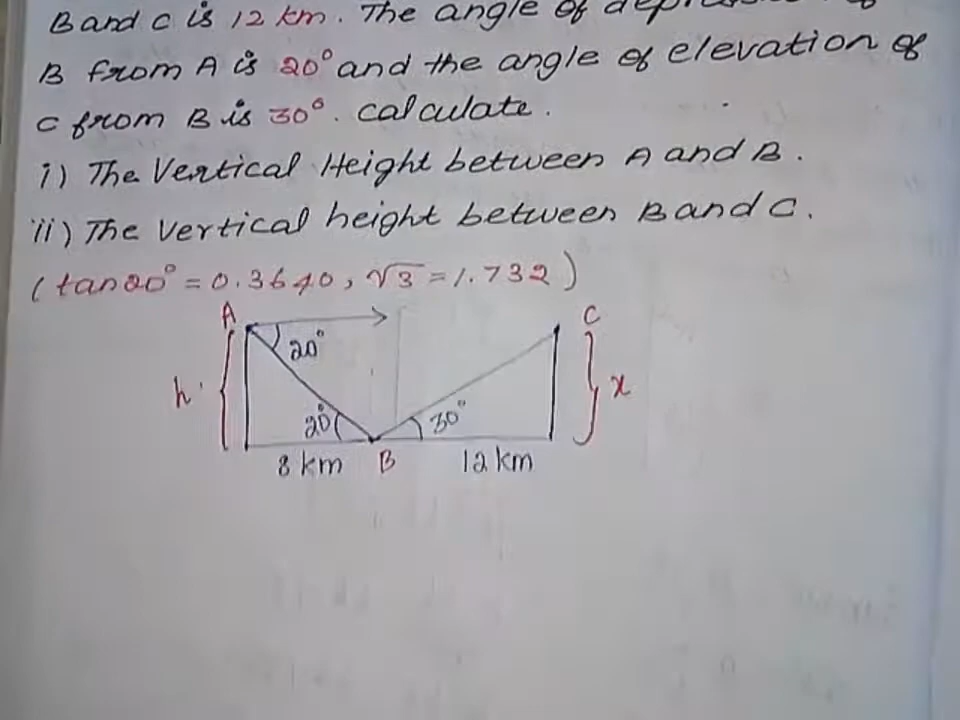 B and C is 12 km. The angle of
B from A is 20° and the angle of elevation of
C from B is 30°. calculate.
i) The Vertical Height between A and B.
ii) The Vertical height between B and C.
(tan20° = 0.3640, √3 = 1.732)
A C
20°
h x
20° 30°
8 km B 12 km